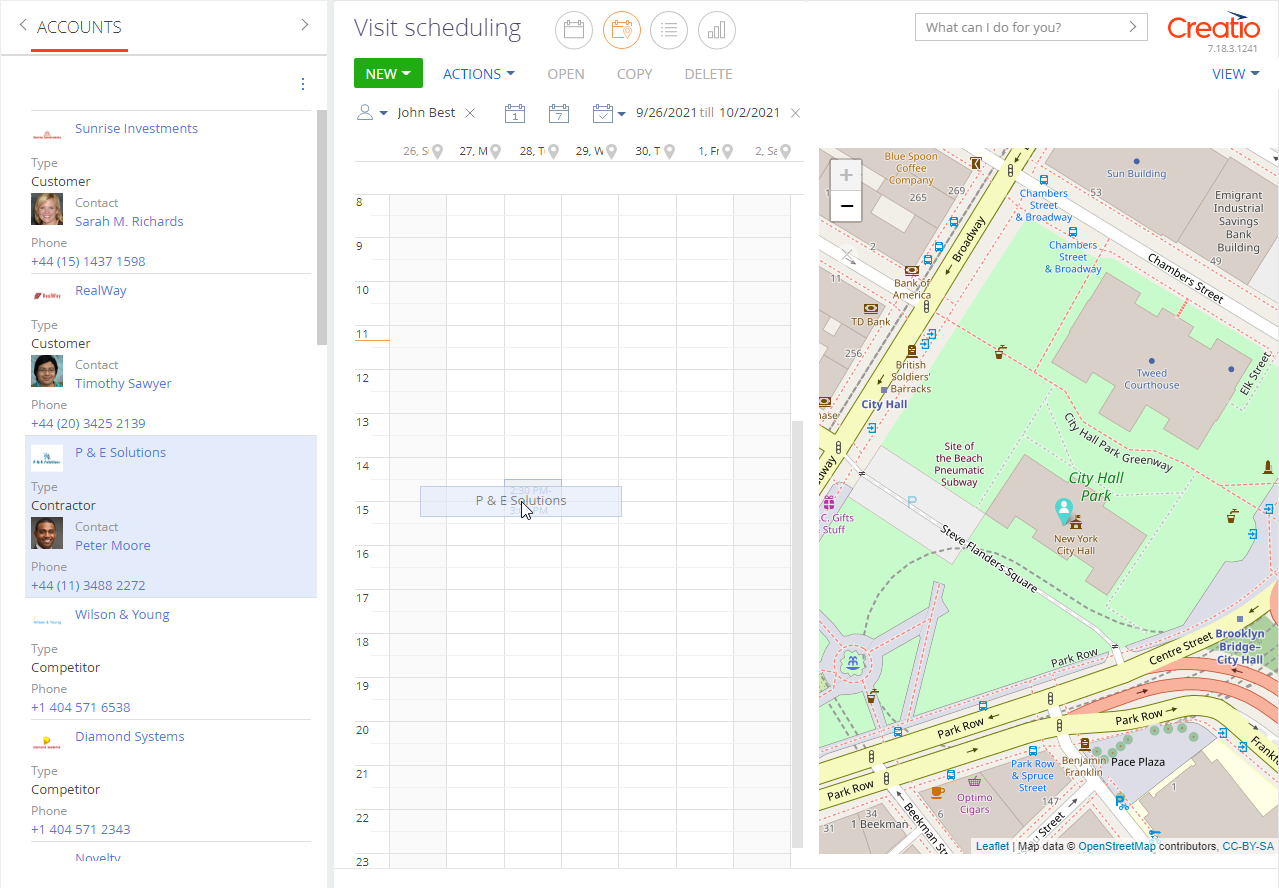 ACCOUNTS
Sunrise Investments
Type
Customer
Contact
Sarah M. Richards
Phone
+44 (15) 1437 1598
RealWay
Type
Customer
Contact
Timothy Sawyer
Phone
+44 (20) 3425 2139
P & E Solutions
Type
Contractor
Contact
Peter Moore
Phone
+44 (11) 3488 2272
Wilson & Young
Type
Competitor
Phone
+1 404 571 6538
Diamond Systems
Type
Competitor
Phone
+1 404 571 2343
Novelty
Visit scheduling
What can I do for you?
Creatio
7.18.3.1241
NEW
ACTIONS
OPEN
COPY
DELETE
VIEW
John Best
1
7
9/26/2021 till 10/2/2021
26, S
27, M
28, T
29, W
30, T
1, Fr
2, Sa
8
9
10
11
12
13
14
2:30 PM-
P & E Solutions
15
16
17
18
19
20
21
22
23
+
−
Blue Spoon
Coffee
Company
265
269
Sun Building
53
Chambers
Street
& Broadway
Emigrant
Industrial
Savings
Bank
Building
49
Chambers
Street
& Broadway
Chambers Street
Broadway
2
11
Bank of
America
TD Bank
256
British
Soldiers'
Barracks
City Hall
hase
dway
Tweed
Courthouse
Elk Street
City Hall Park Greenway
Site of
the Beach
Pneumatic
Subway
City Hall
Park
P
C. Gifts
Stuff
New York
City Hall
Steve Flanders Square
Brooklyn
Bridge–
City Hall
Centre Street
Park Row
Park Row
Park Row
Park Row
Frankf
Benjamin
Franklin
Pace Plaza
Park Row
& Spruce
Street
Optimo
Cigars
147
1
34
1 Beekman
31
6
Beekman St
Street
Leaflet | Map data © OpenStreetMap contributors, CC-BY-SA